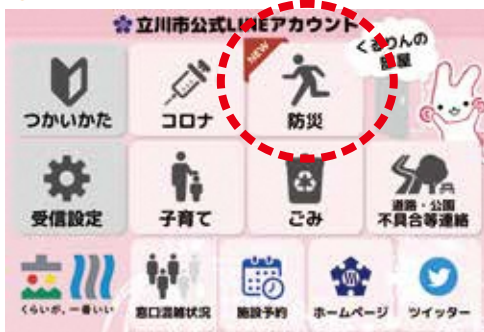 立川市公式LINEアカウント
くるりんの
部屋
NEW
つかいかた
コロナ
防災
受信設定
子育て
ごみ
道路・公園
不具合等連絡
くらいが、一番いい
窓口混雑状況
施設予約
ホームページ
ツイッター